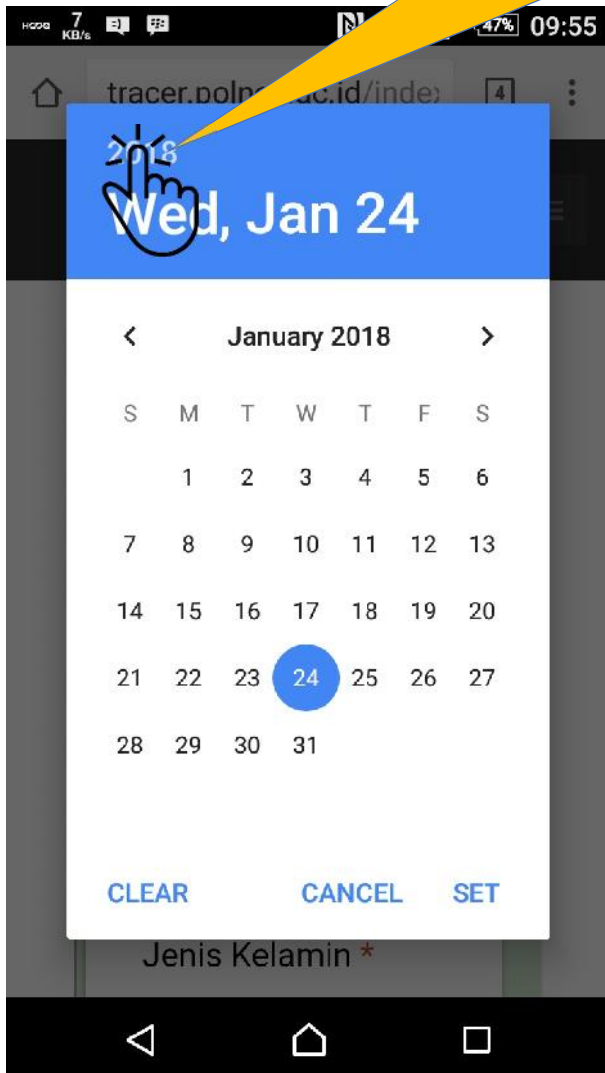 7
KB/s
47% 09:55
4
2018
Wed, Jan 24
January 2018
S M T W T F S
1 2 3 4 5 6
7 8 9 10 11 12 13
14 15 16 17 18 19 20
21 22 23 24 25 26 27
28 29 30 31
CLEAR CANCEL SET
Jenis Kelamin *